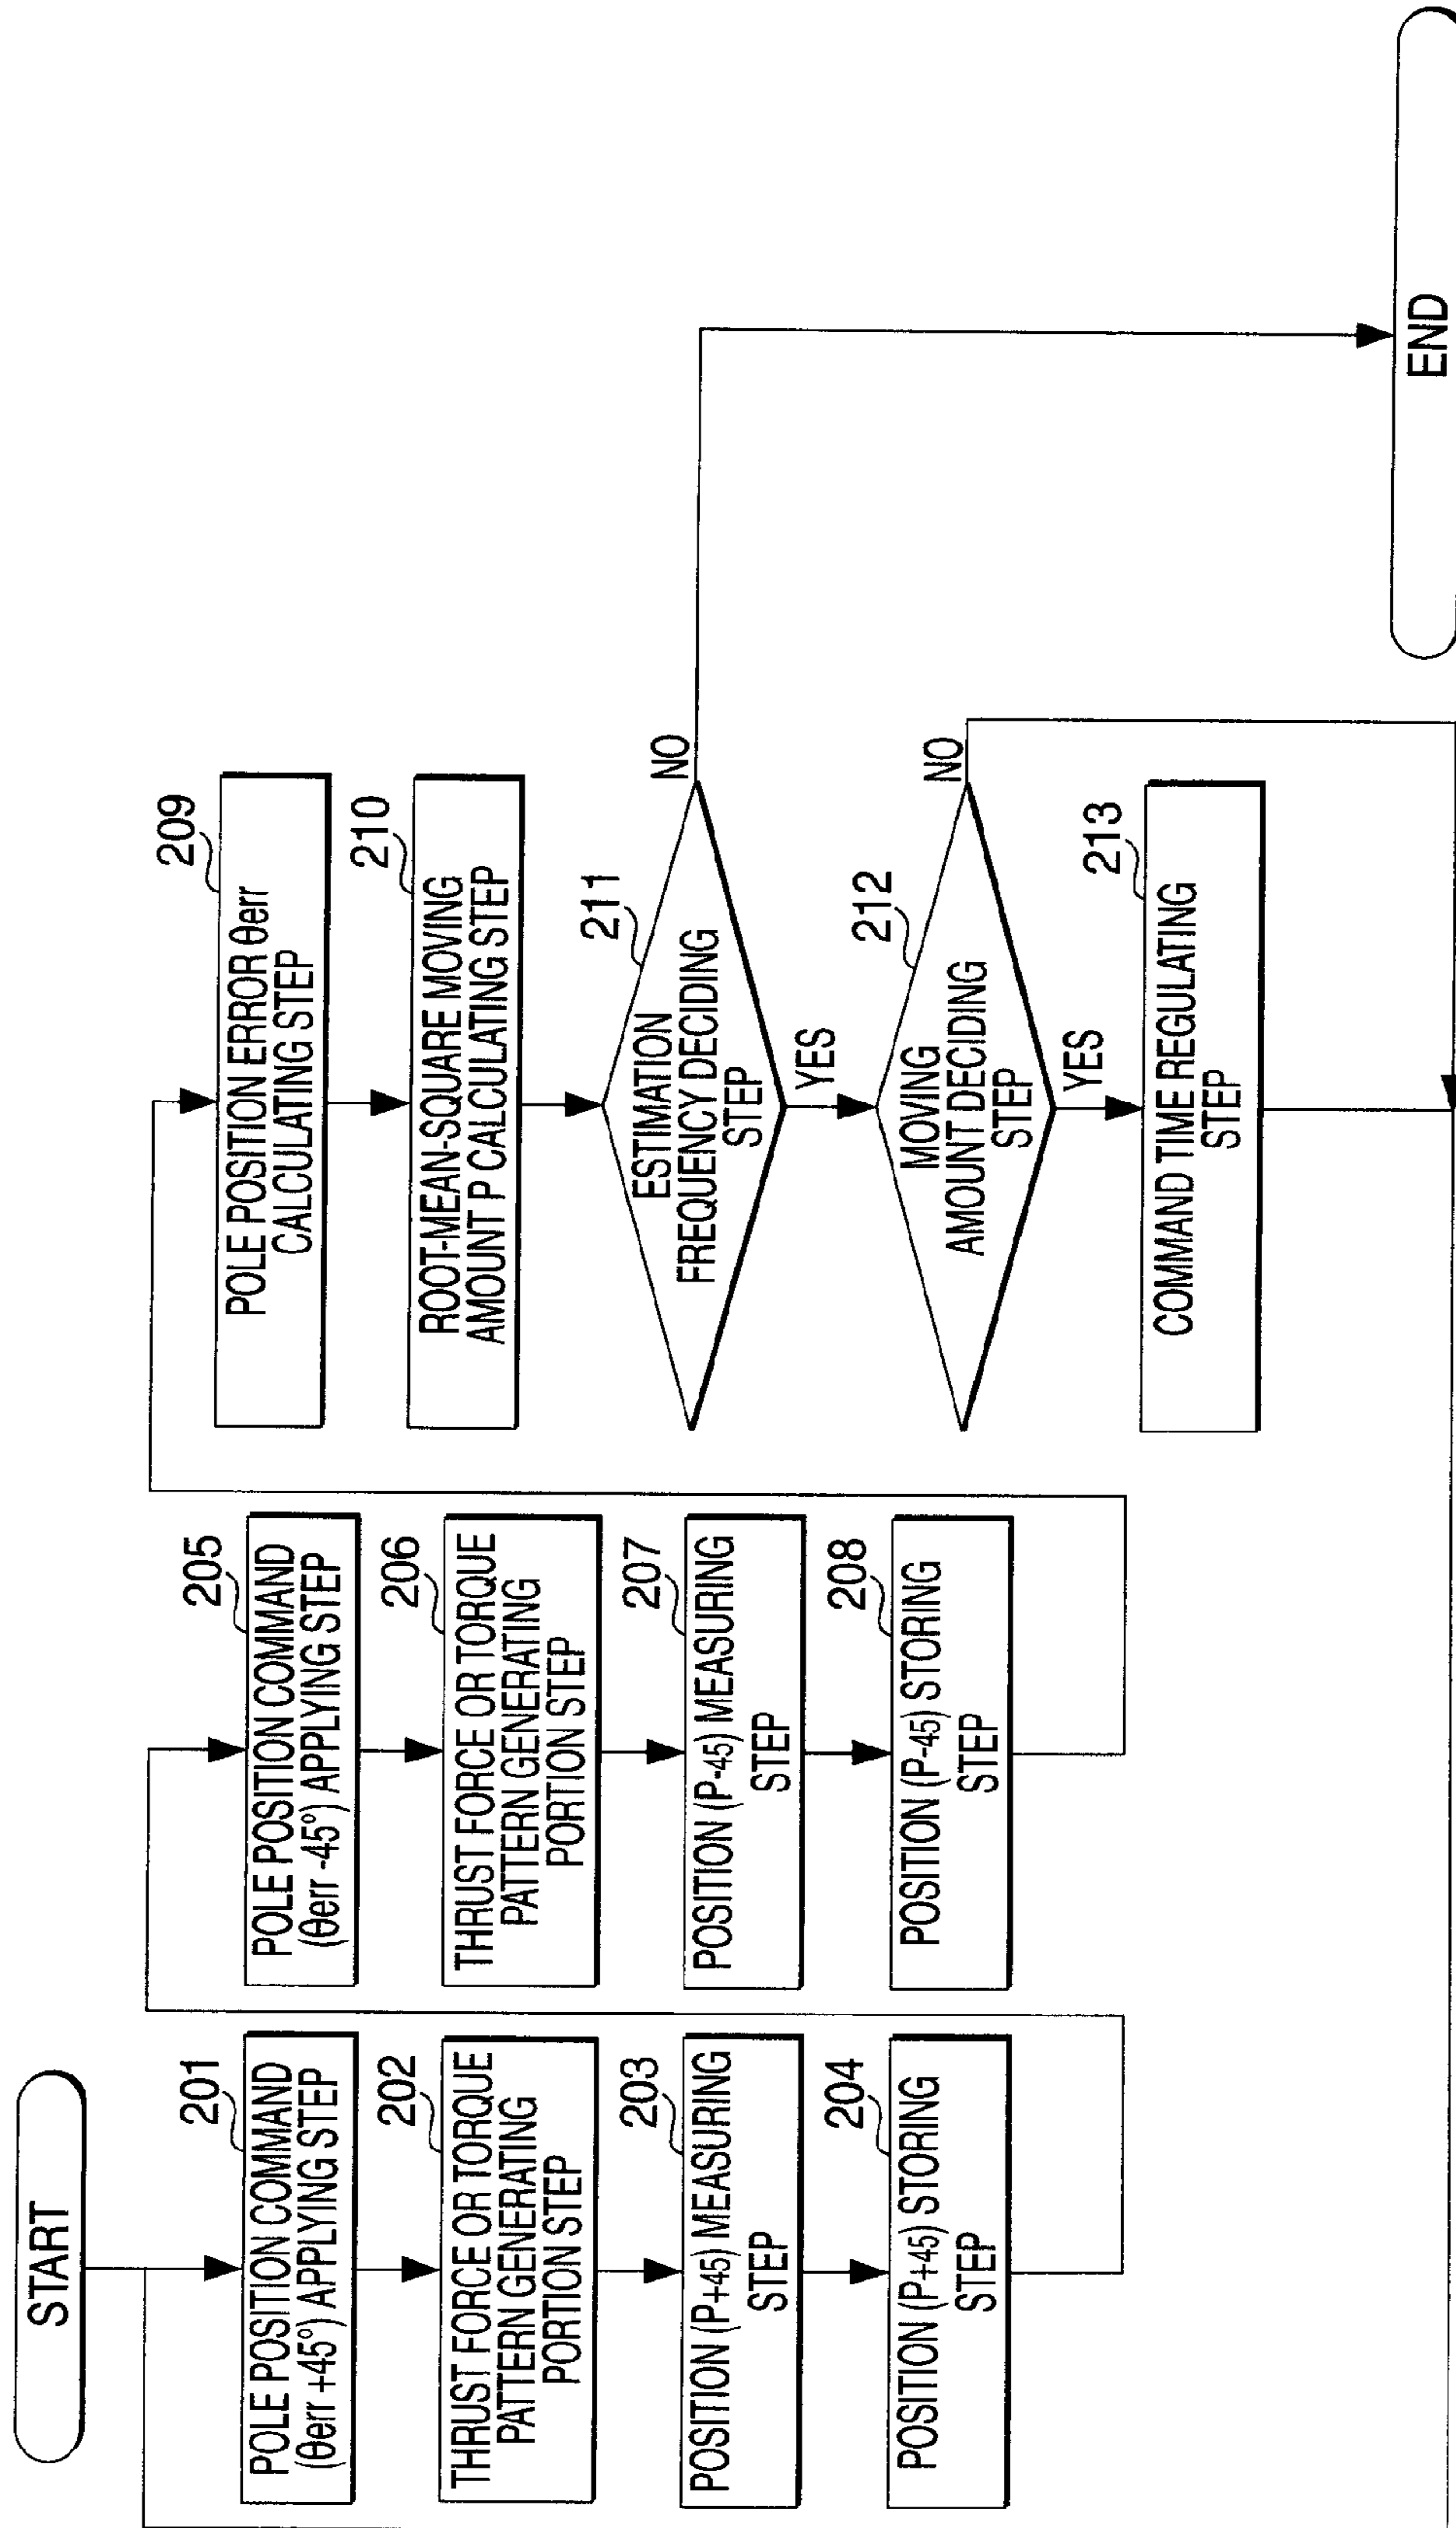 START
201
POLE POSITION COMMAND
(θerr +45°) APPLYING STEP
202
THRUST FORCE OR TORQUE
PATTERN GENERATING
PORTION STEP
203
POSITION (P+45) MEASURING
STEP
204
POSITION (P+45) STORING
STEP
205
POLE POSITION COMMAND
(θerr -45°) APPLYING STEP
206
THRUST FORCE OR TORQUE
PATTERN GENERATING
PORTION STEP
207
POSITION (P-45) MEASURING
STEP
208
POSITION (P-45) STORING
STEP
209
POLE POSITION ERROR θerr
CALCULATING STEP
210
ROOT-MEAN-SQUARE MOVING
AMOUNT P CALCULATING STEP
211
ESTIMATION
FREQUENCY DECIDING
STEP
NO
YES
212
MOVING
AMOUNT DECIDING
STEP
NO
YES
213
COMMAND TIME REGULATING
STEP
END